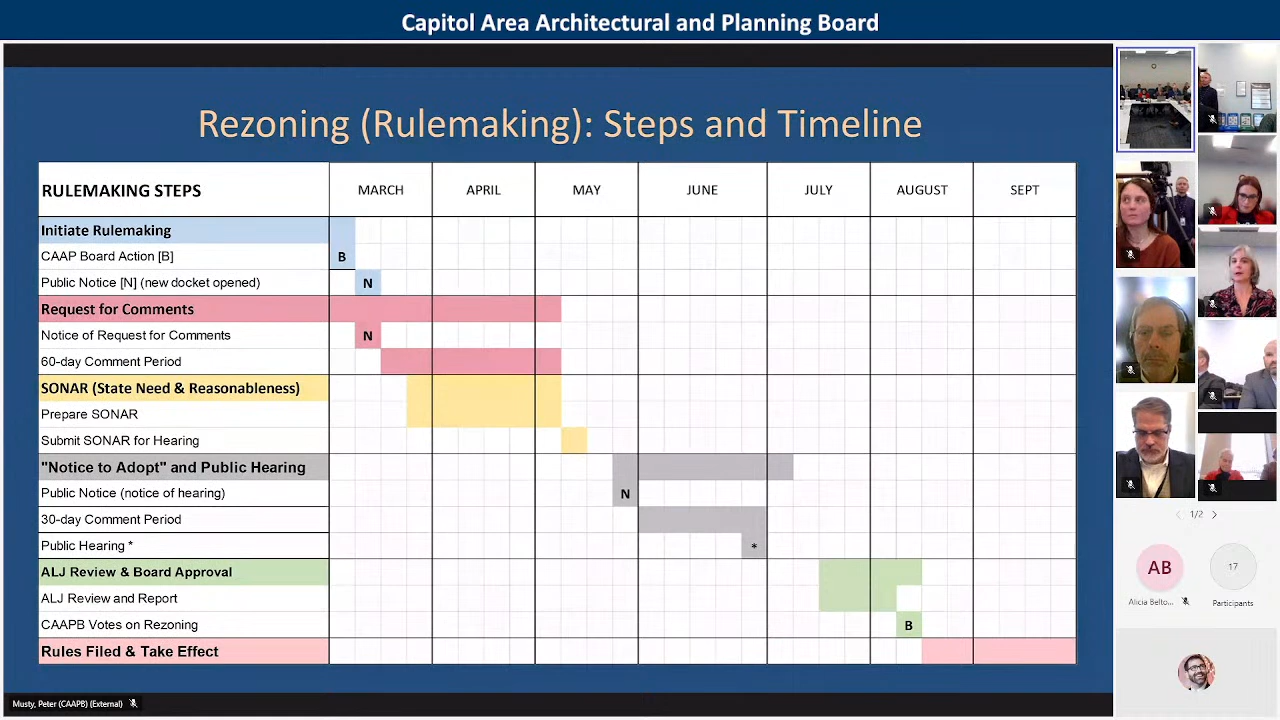 Capitol Area Architectural and Planning Board
Rezoning (Rulemaking): Steps and Timeline
RULEMAKING STEPS MARCH APRIL MAY JUNE JULY AUGUST SEPT
Initiate Rulemaking
CAAP Board Action [B] B
Public Notice [N] (new docket opened) N
Request for Comments
Notice of Request for Comments N
60-day Comment Period
SONAR (State Need & Reasonableness)
Prepare SONAR
Submit SONAR for Hearing
"Notice to Adopt" and Public Hearing
Public Notice (notice of hearing) N
30-day Comment Period
Public Hearing * *
ALJ Review & Board Approval
ALJ Review and Report
CAAPB Votes on Rezoning B
Rules Filed & Take Effect
Musty, Peter (CAAPB) (External)
1/2
AB
17
Alicia Belto...
Participants